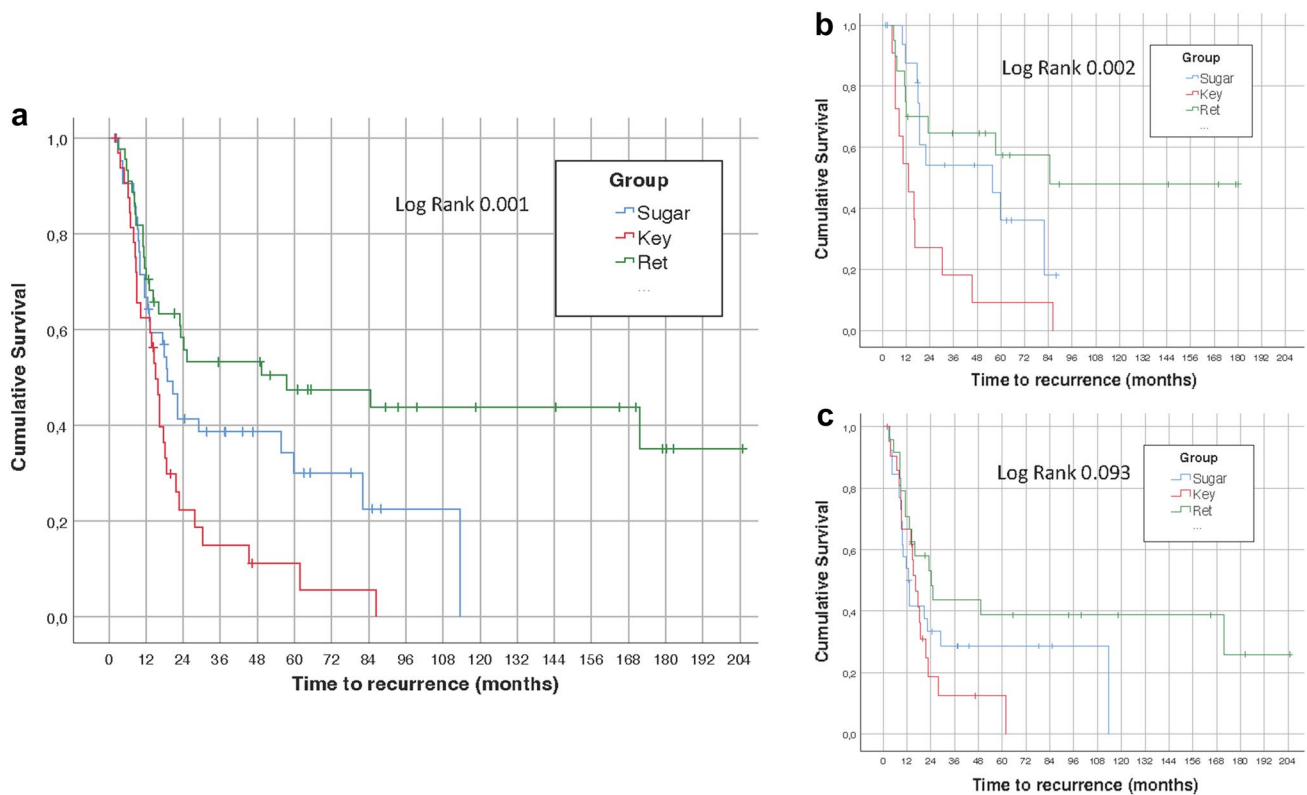 a
Cumulative Survival
1,0
0,8
0,6
0,4
0,2
0,0
Log Rank 0.001
Group
Sugar
Key
Ret
...
0 12 24 36 48 60 72 84 96 108 120 132 144 156 168 180 192 204
Time to recurrence (months)
b
Cumulative Survival
1,0
0,8
0,6
0,4
0,2
0,0
Log Rank 0.002
Group
Sugar
Key
Ret
...
0 12 24 36 48 60 72 84 96 108 120 132 144 156 168 180 192 204
Time to recurrence (months)
c
Cumulative Survival
1,0
0,8
0,6
0,4
0,2
0,0
Log Rank 0.093
Group
Sugar
Key
Ret
...
0 12 24 36 48 60 72 84 96 108 120 132 144 156 168 180 192 204
Time to recurrence (months)